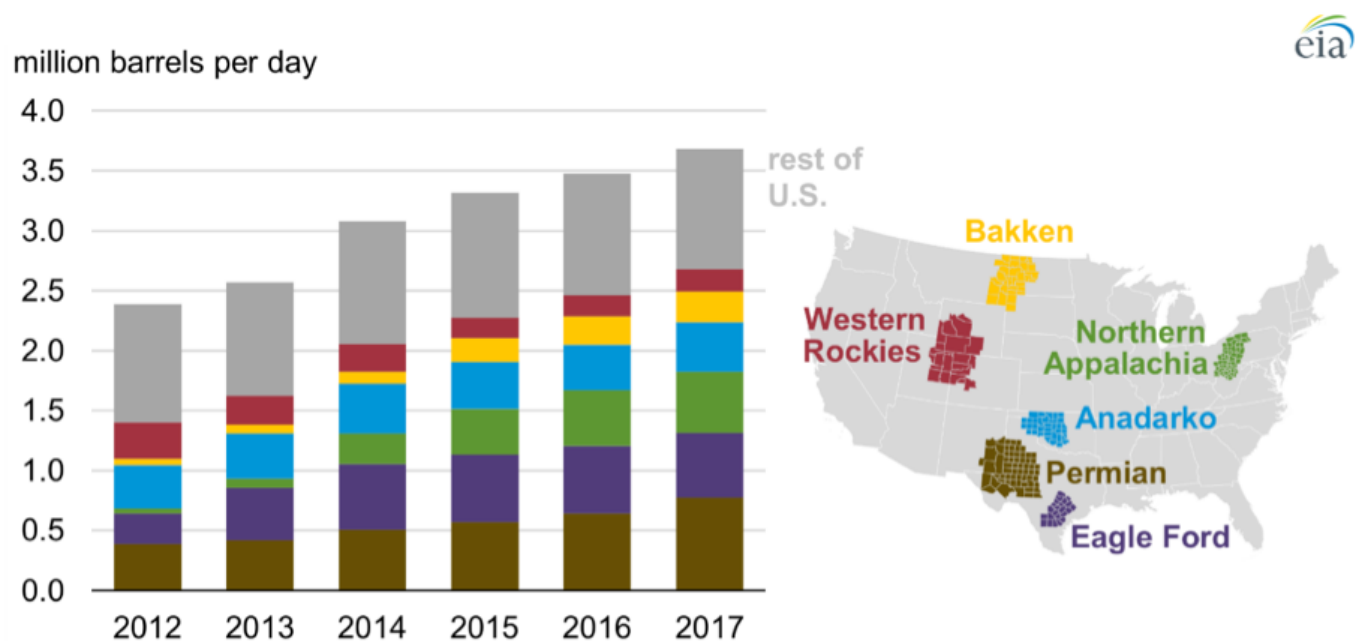 eia
million barrels per day
4.0
3.5
3.0
2.5
2.0
1.5
1.0
0.5
0.0
2012 2013 2014 2015 2016 2017
rest of
U.S.
Bakken
Western
Rockies
Northern
Appalachia
Anadarko
Permian
Eagle Ford